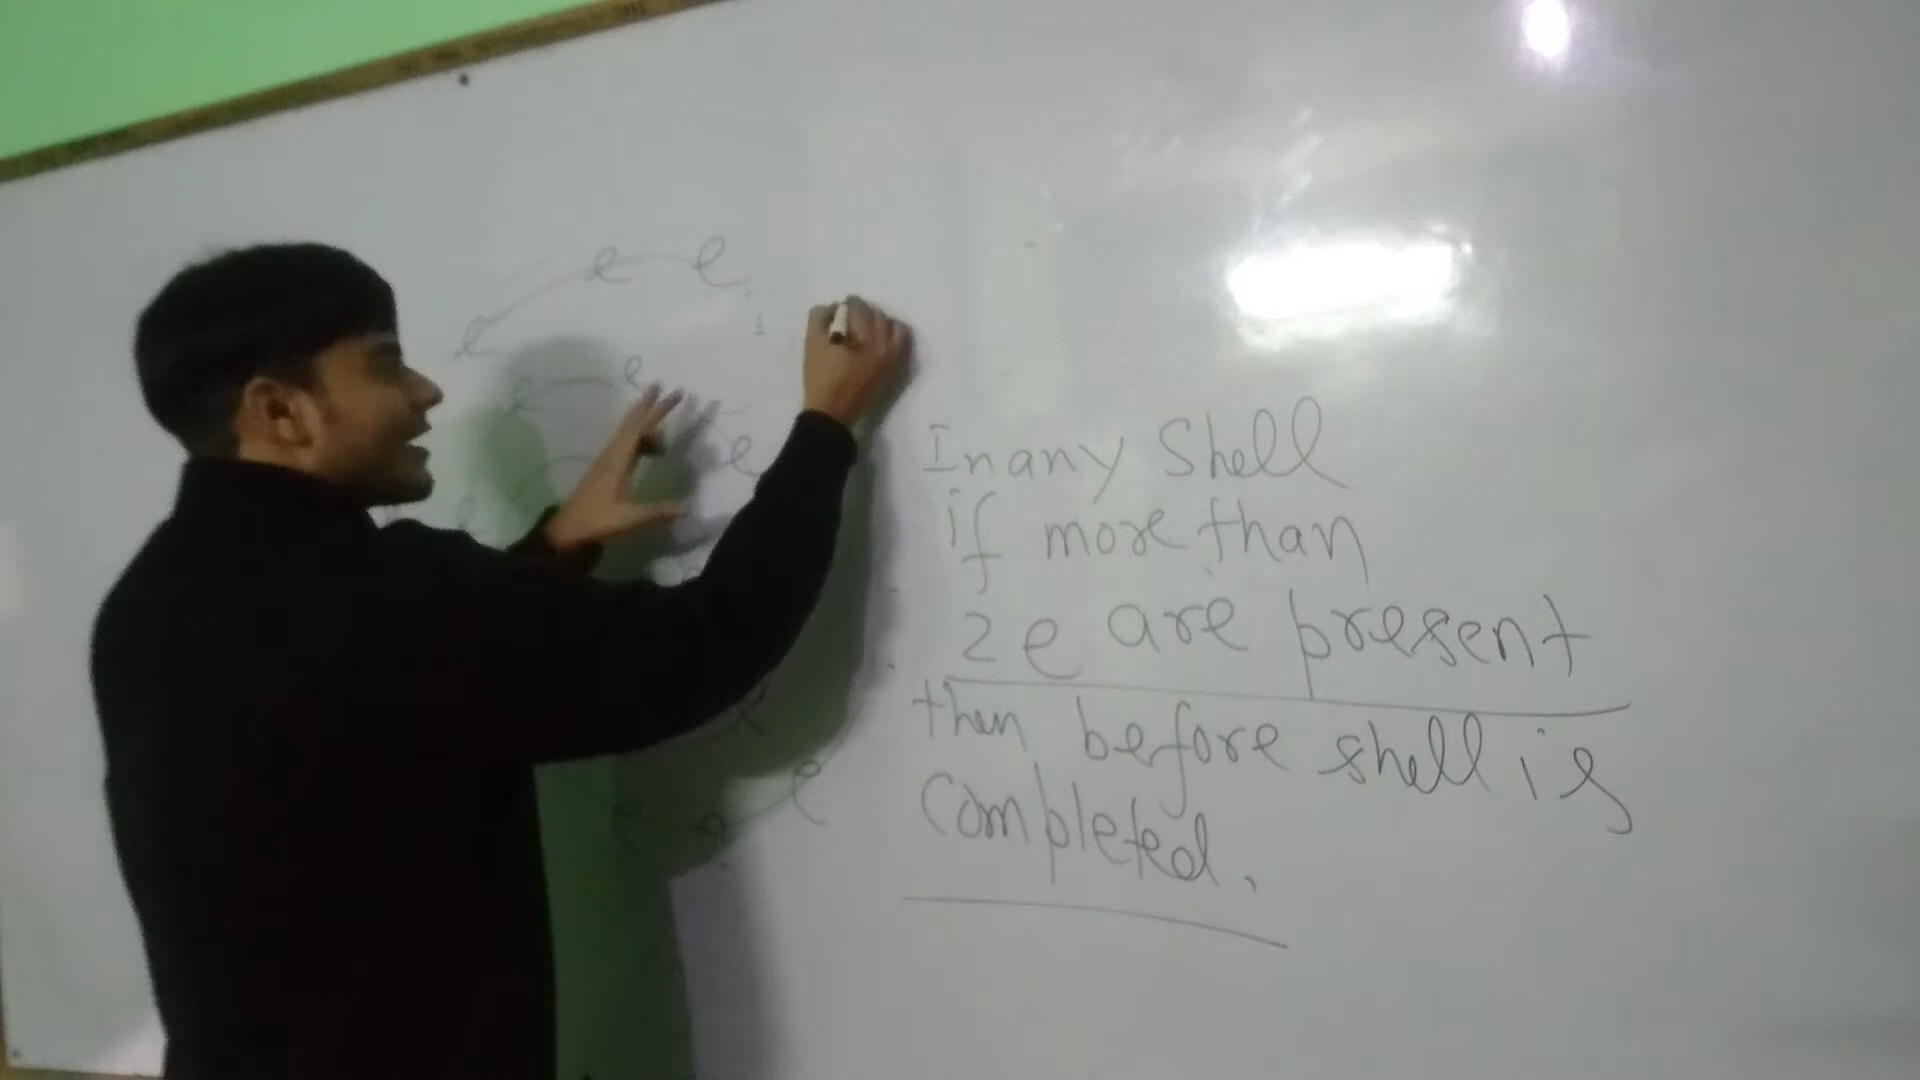 e e
e
e e
e
In any Shell
if more than
2e are present
then before shell is
completed.
e
e e